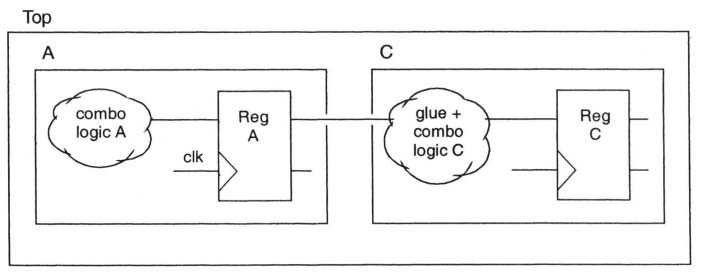 Top
A
C
combo
logic A
Reg
A
clk
glue +
combo
logic C
Reg
C